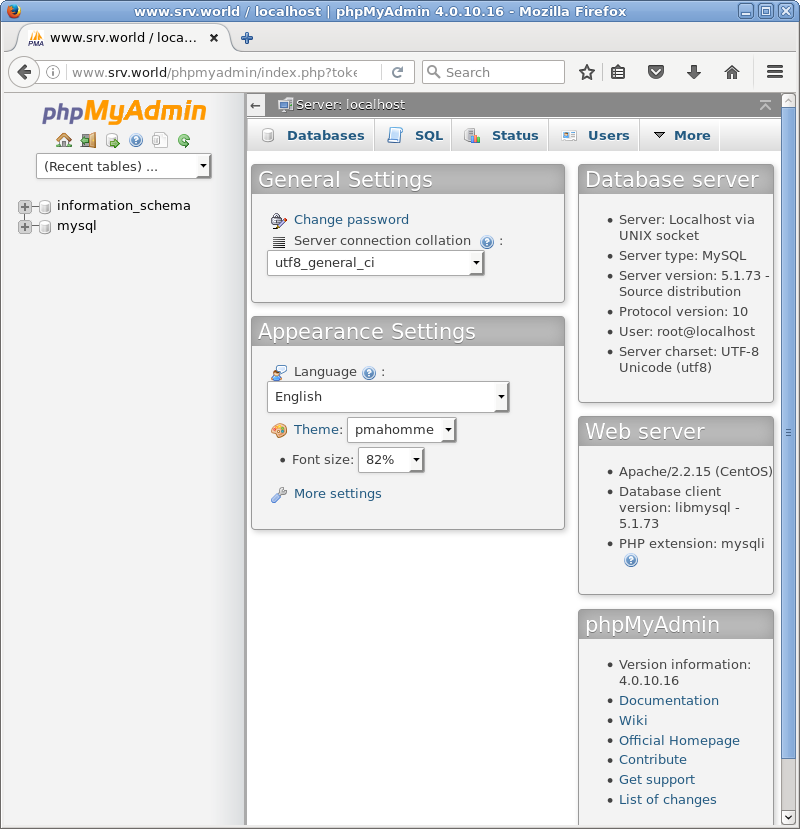 www.srv.world / localhost | phpMyAdmin 4.0.10.16 - Mozilla Firefox
PMA
www.srv.world / loca...
www.srv.world/phpmyadmin/index.php?toke
Search
phpMyAdmin
(Recent tables) ...
information_schema
mysql
Server: localhost
Databases
SQL
Status
Users
More
General Settings
Change password
Server connection collation :
utf8_general_ci
Appearance Settings
Language :
English
Theme: pmahomme
• Font size: 82%
More settings
Database server
• Server: Localhost via
UNIX socket
• Server type: MySQL
• Server version: 5.1.73 -
Source distribution
• Protocol version: 10
• User: root@localhost
• Server charset: UTF-8
Unicode (utf8)
Web server
• Apache/2.2.15 (CentOS)
• Database client
version: libmysql -
5.1.73
• PHP extension: mysqli
phpMyAdmin
• Version information:
4.0.10.16
• Documentation
• Wiki
• Official Homepage
• Contribute
• Get support
• List of changes